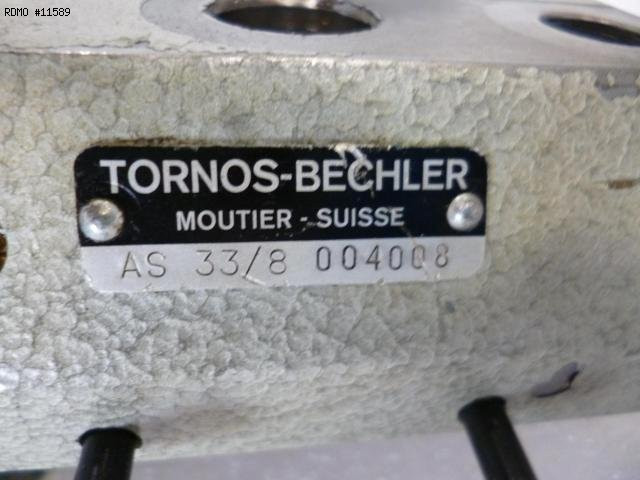 RDMO #11589
TORNOS-BECHLER
MOUTIER - SUISSE
AS 33/8 004008